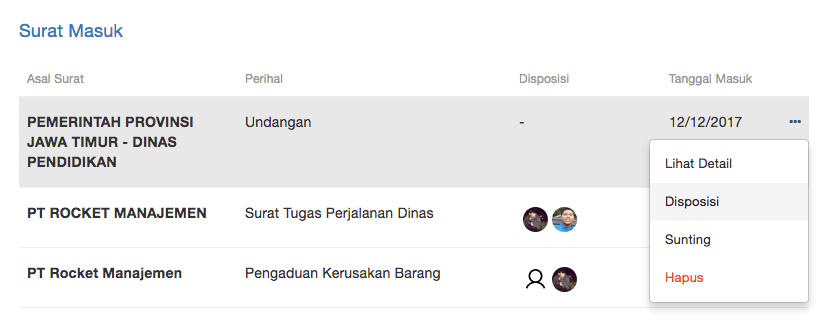 Surat Masuk
Asal Surat Perihal Disposisi Tanggal Masuk
PEMERINTAH PROVINSI Undangan - 12/12/2017 •••
JAWA TIMUR - DINAS
PENDIDIKAN
Lihat Detail
Disposisi
Sunting
Hapus
PT ROCKET MANAJEMEN Surat Tugas Perjalanan Dinas
PT Rocket Manajemen Pengaduan Kerusakan Barang